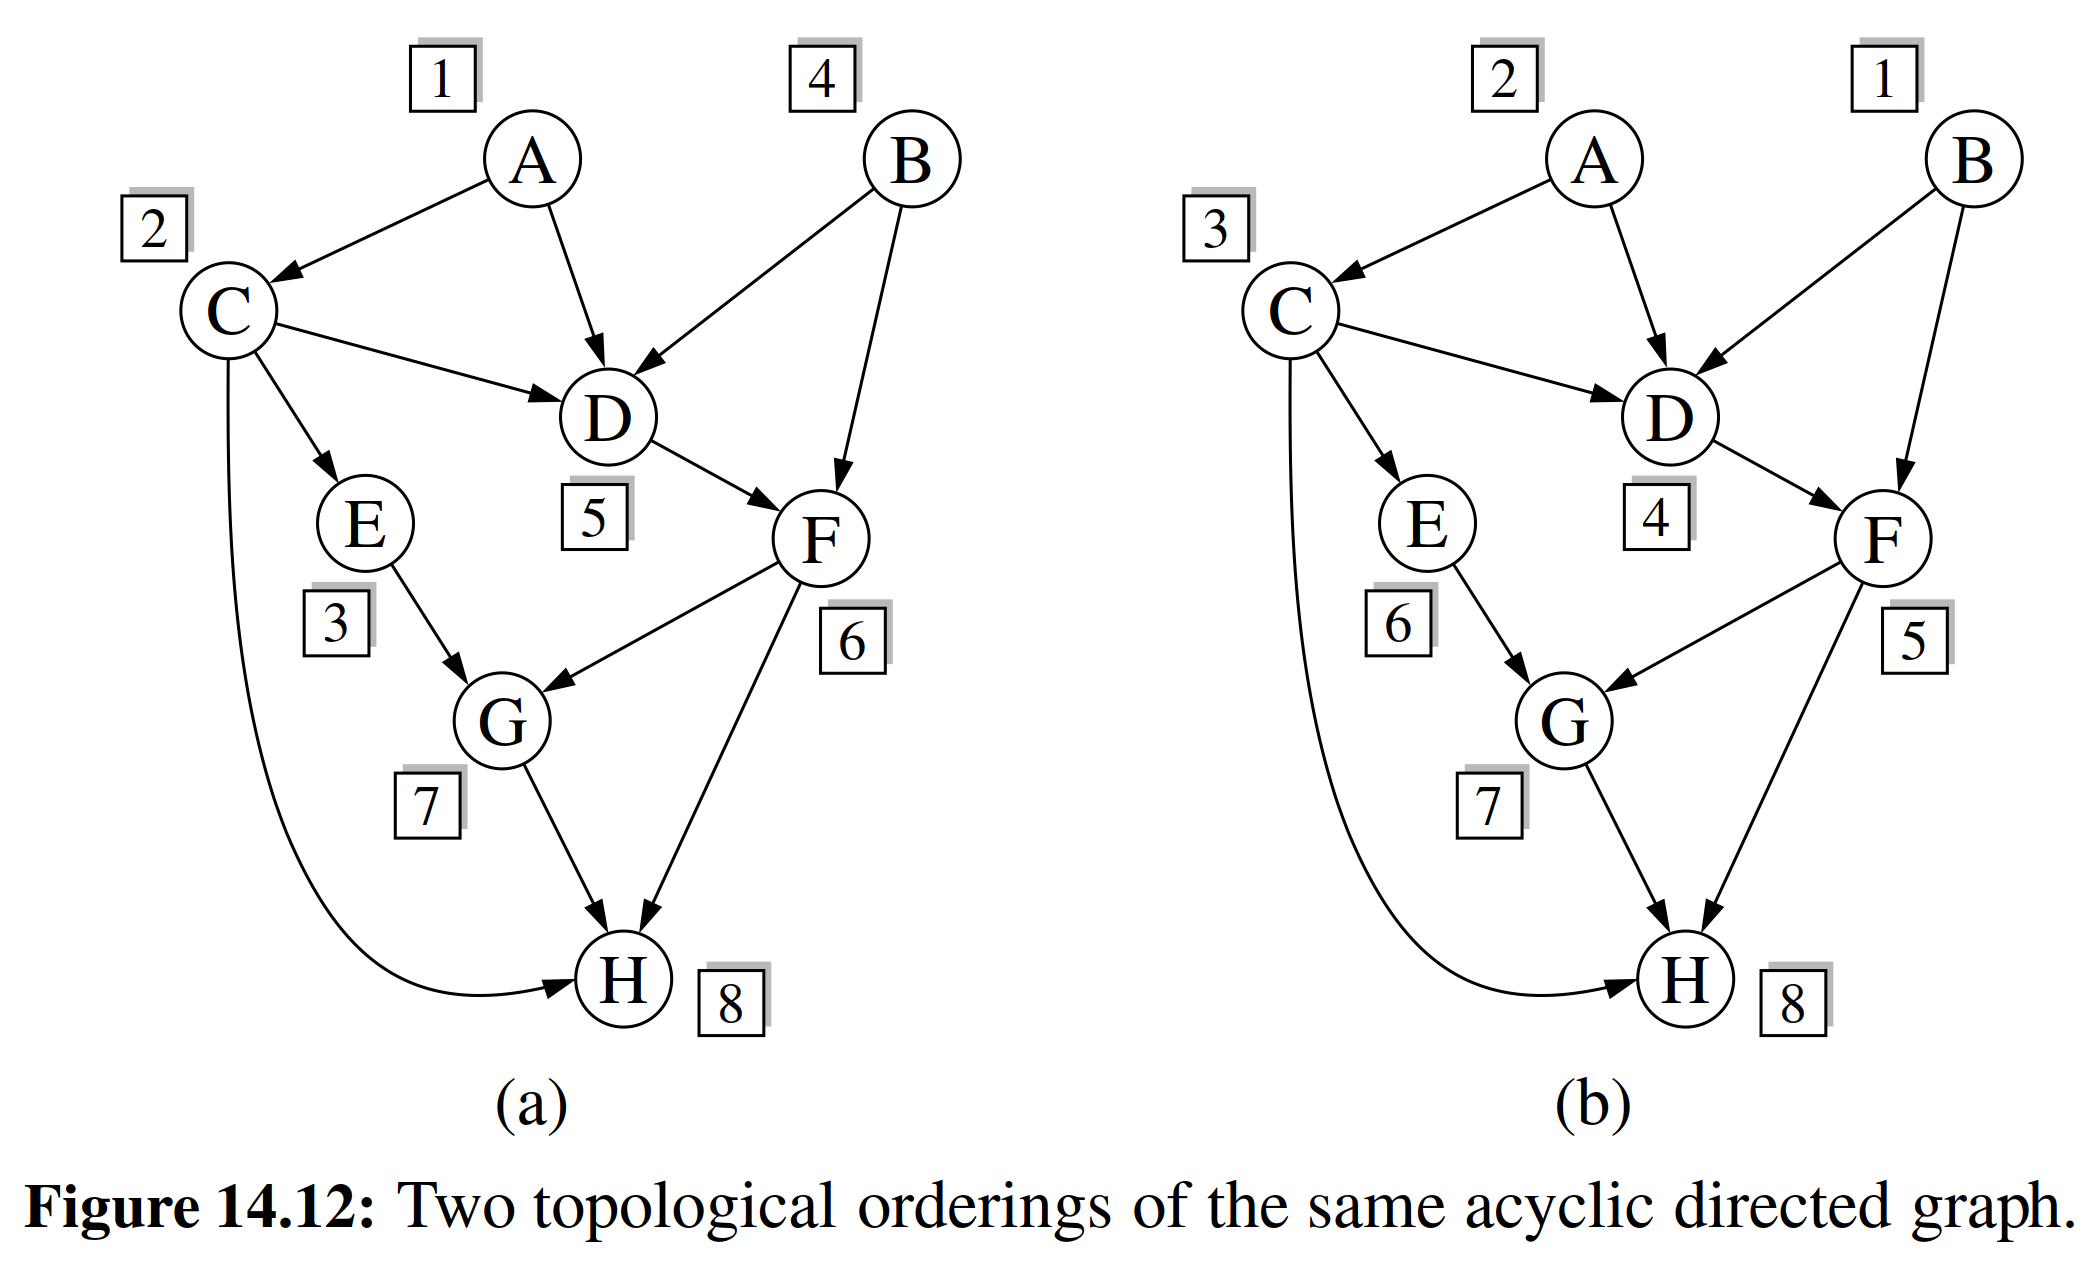 1
4
A
B
2
C
D
E
5
F
3
6
G
7
H
8
(a)
2
1
A
B
3
C
D
E
4
F
6
5
G
7
H
8
(b)
Figure 14.12: Two topological orderings of the same acyclic directed graph.